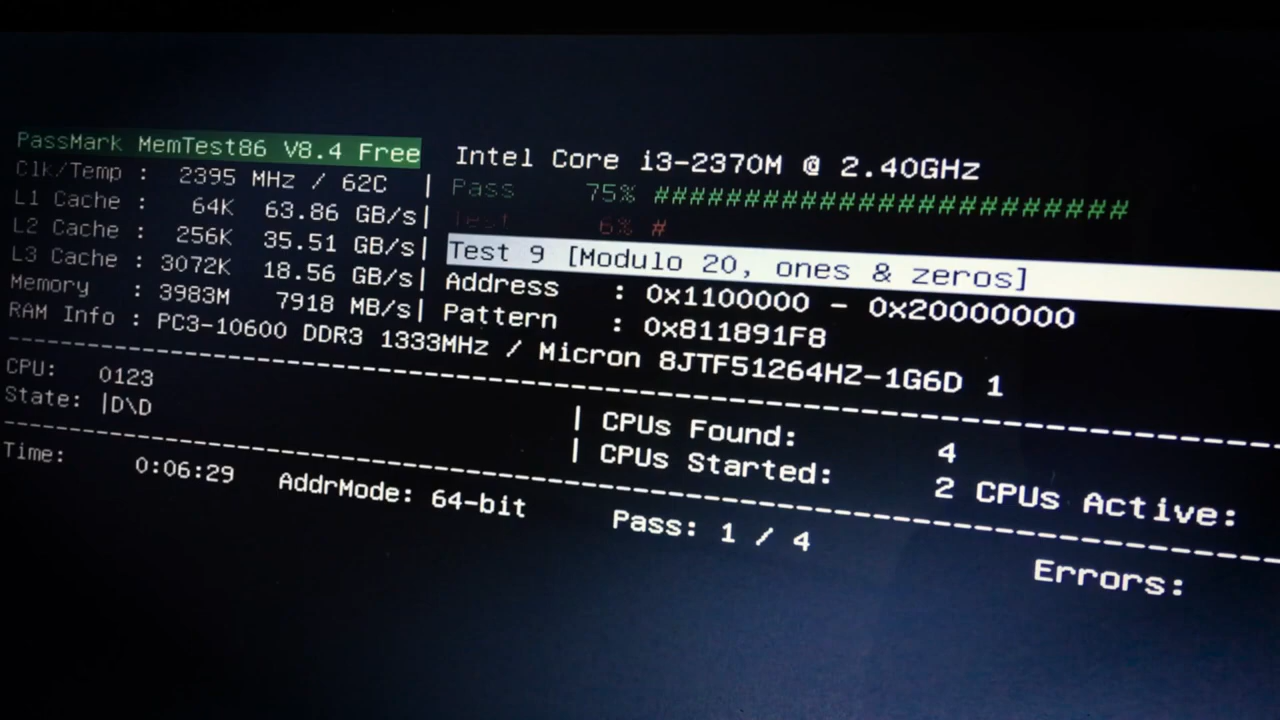 PassMark MemTest86 V8.4 Free Intel Core i3-2370M @ 2.40GHz
Clk/Temp : 2395 MHz / 62C | Pass 75% ##########################
L1 Cache : 64K 63.86 GB/s| Test 6% #
L2 Cache : 256K 35.51 GB/s| Test 9 [Modulo 20, ones & zeros]
L3 Cache : 3072K 18.56 GB/s| Address : 0x1100000 - 0x20000000
Memory : 3983M 7918 MB/s| Pattern : 0x811891F8
RAM Info : PC3-10600 DDR3 1333MHz / Micron 8JTF51264HZ-1G6D 1
CPU: 0123 | CPUs Found: 4
State: |D\D | CPUs Started: 2 CPUs Active:
Time: 0:06:29 AddrMode: 64-bit Pass: 1 / 4 Errors: